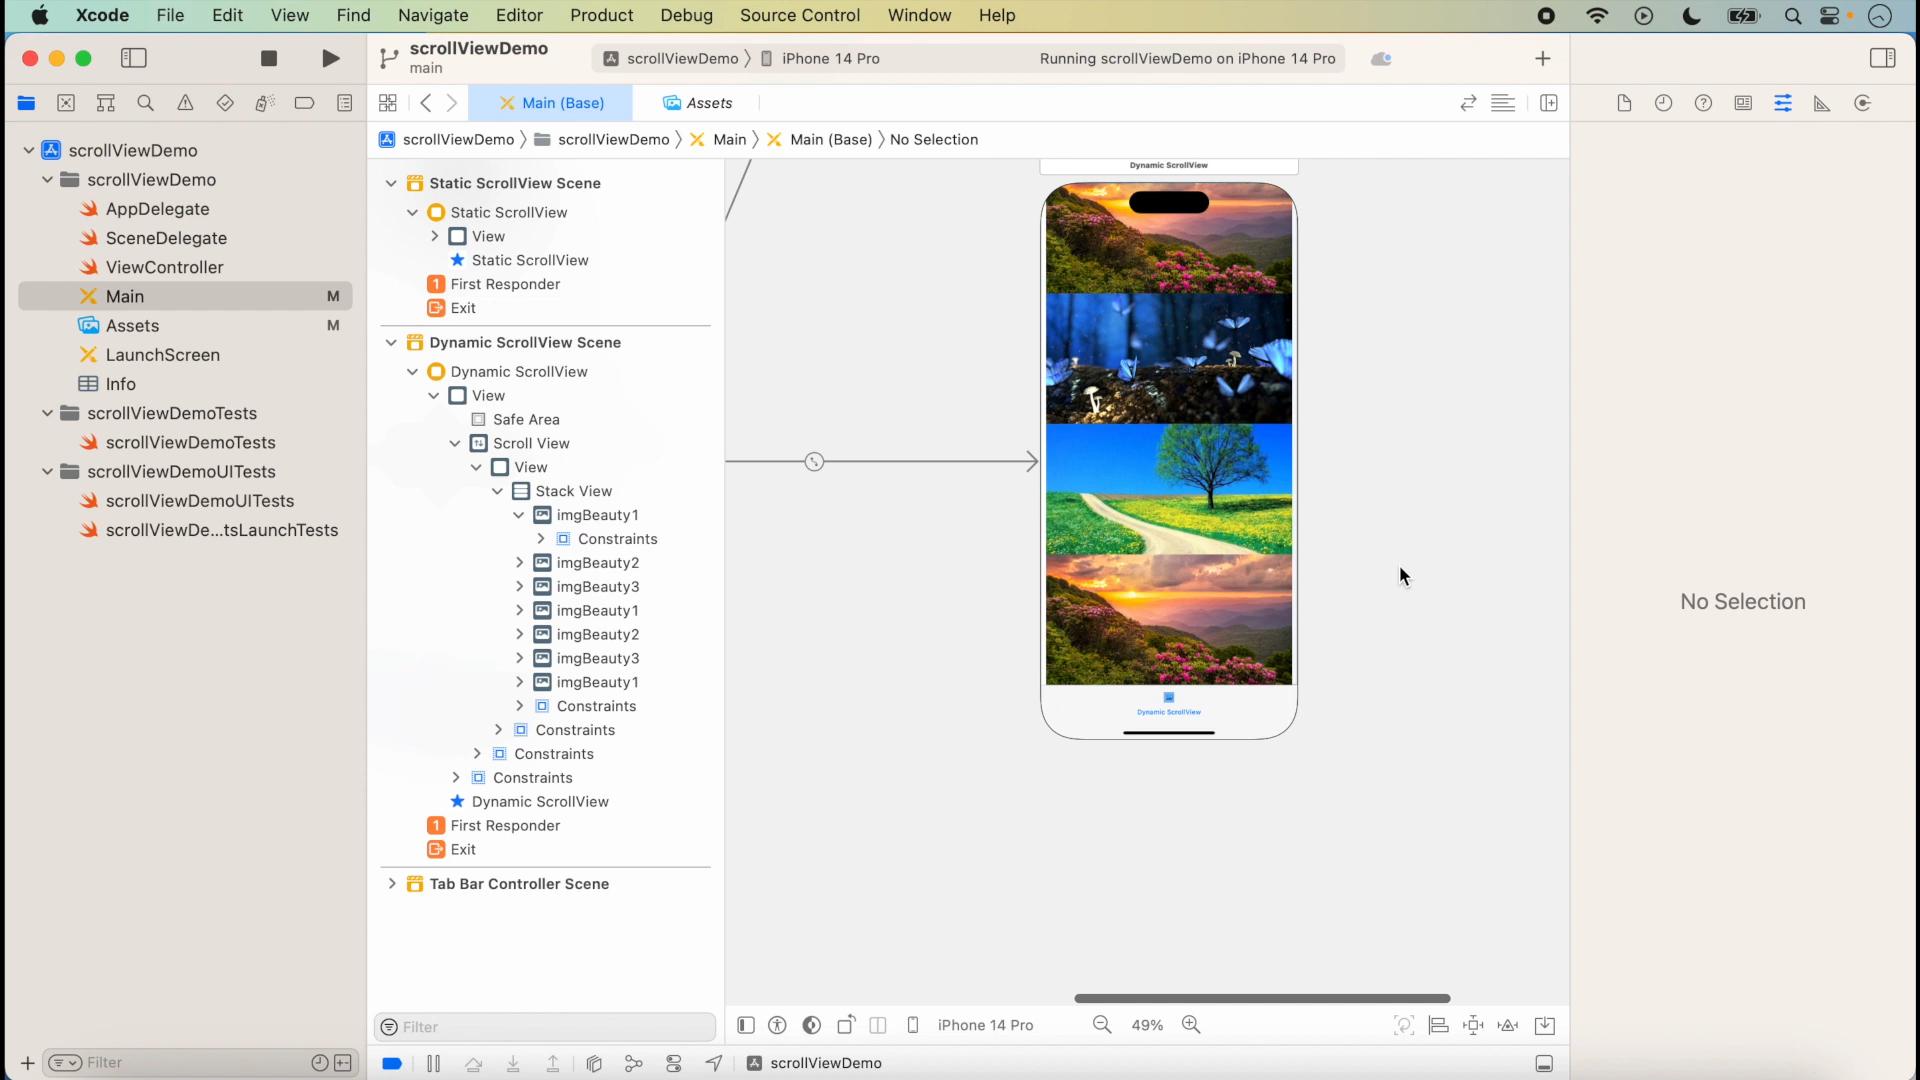 Xcode File Edit View Find Navigate Editor Product Debug Source Control Window Help
scrollViewDemo
main
scrollViewDemo iPhone 14 Pro Running scrollViewDemo on iPhone 14 Pro
Main (Base) Assets
scrollViewDemo scrollViewDemo Main Main (Base) No Selection
scrollViewDemo
scrollViewDemo
AppDelegate
SceneDelegate
ViewController
Main M
Assets M
LaunchScreen
Info
scrollViewDemoTests
scrollViewDemoTests
scrollViewDemoUITests
scrollViewDemoUITests
scrollViewDe...tsLaunchTests
Filter
Static ScrollView Scene
Static ScrollView
View
Static ScrollView
1 First Responder
Exit
Dynamic ScrollView Scene
Dynamic ScrollView
View
Safe Area
Scroll View
View
Stack View
imgBeauty1
Constraints
imgBeauty2
imgBeauty3
imgBeauty1
imgBeauty2
imgBeauty3
imgBeauty1
Constraints
Constraints
Constraints
Constraints
Dynamic ScrollView
1 First Responder
Exit
Tab Bar Controller Scene
Filter
Dynamic ScrollView
Dynamic ScrollView
iPhone 14 Pro 49%
scrollViewDemo
No Selection